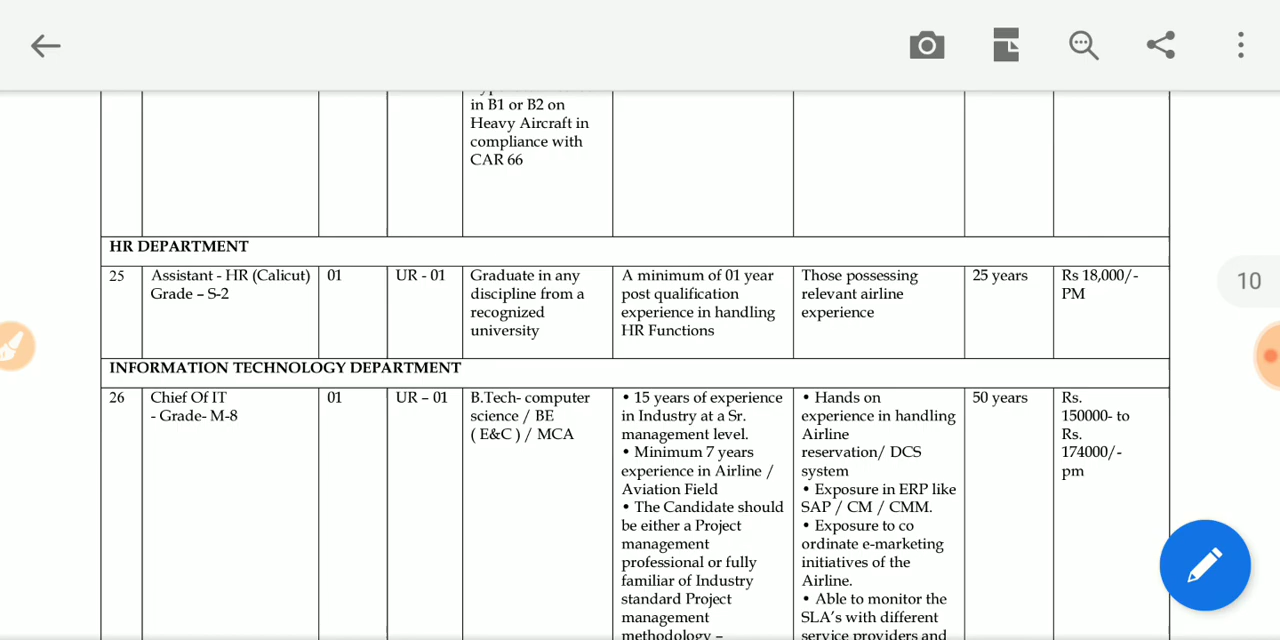 in B1 or B2 on
Heavy Aircraft in
compliance with
CAR 66
10
HR DEPARTMENT
25
Assistant - HR (Calicut)
Grade – S-2
01
UR - 01
Graduate in any
discipline from a
recognized
university
A minimum of 01 year
post qualification
experience in handling
HR Functions
Those possessing
relevant airline
experience
25 years
Rs 18,000/-
PM
INFORMATION TECHNOLOGY DEPARTMENT
26
Chief Of IT
- Grade- M-8
01
UR – 01
B.Tech- computer
science / BE
( E&C ) / MCA
• 15 years of experience
in Industry at a Sr.
management level.
• Minimum 7 years
experience in Airline /
Aviation Field
• The Candidate should
be either a Project
management
professional or fully
familiar of Industry
standard Project
management
methodology –
• Hands on
experience in handling
Airline
reservation/ DCS
system
• Exposure in ERP like
SAP / CM / CMM.
• Exposure to co
ordinate e-marketing
initiatives of the
Airline.
• Able to monitor the
SLA's with different
service providers and
50 years
Rs.
150000- to
Rs.
174000/-
pm